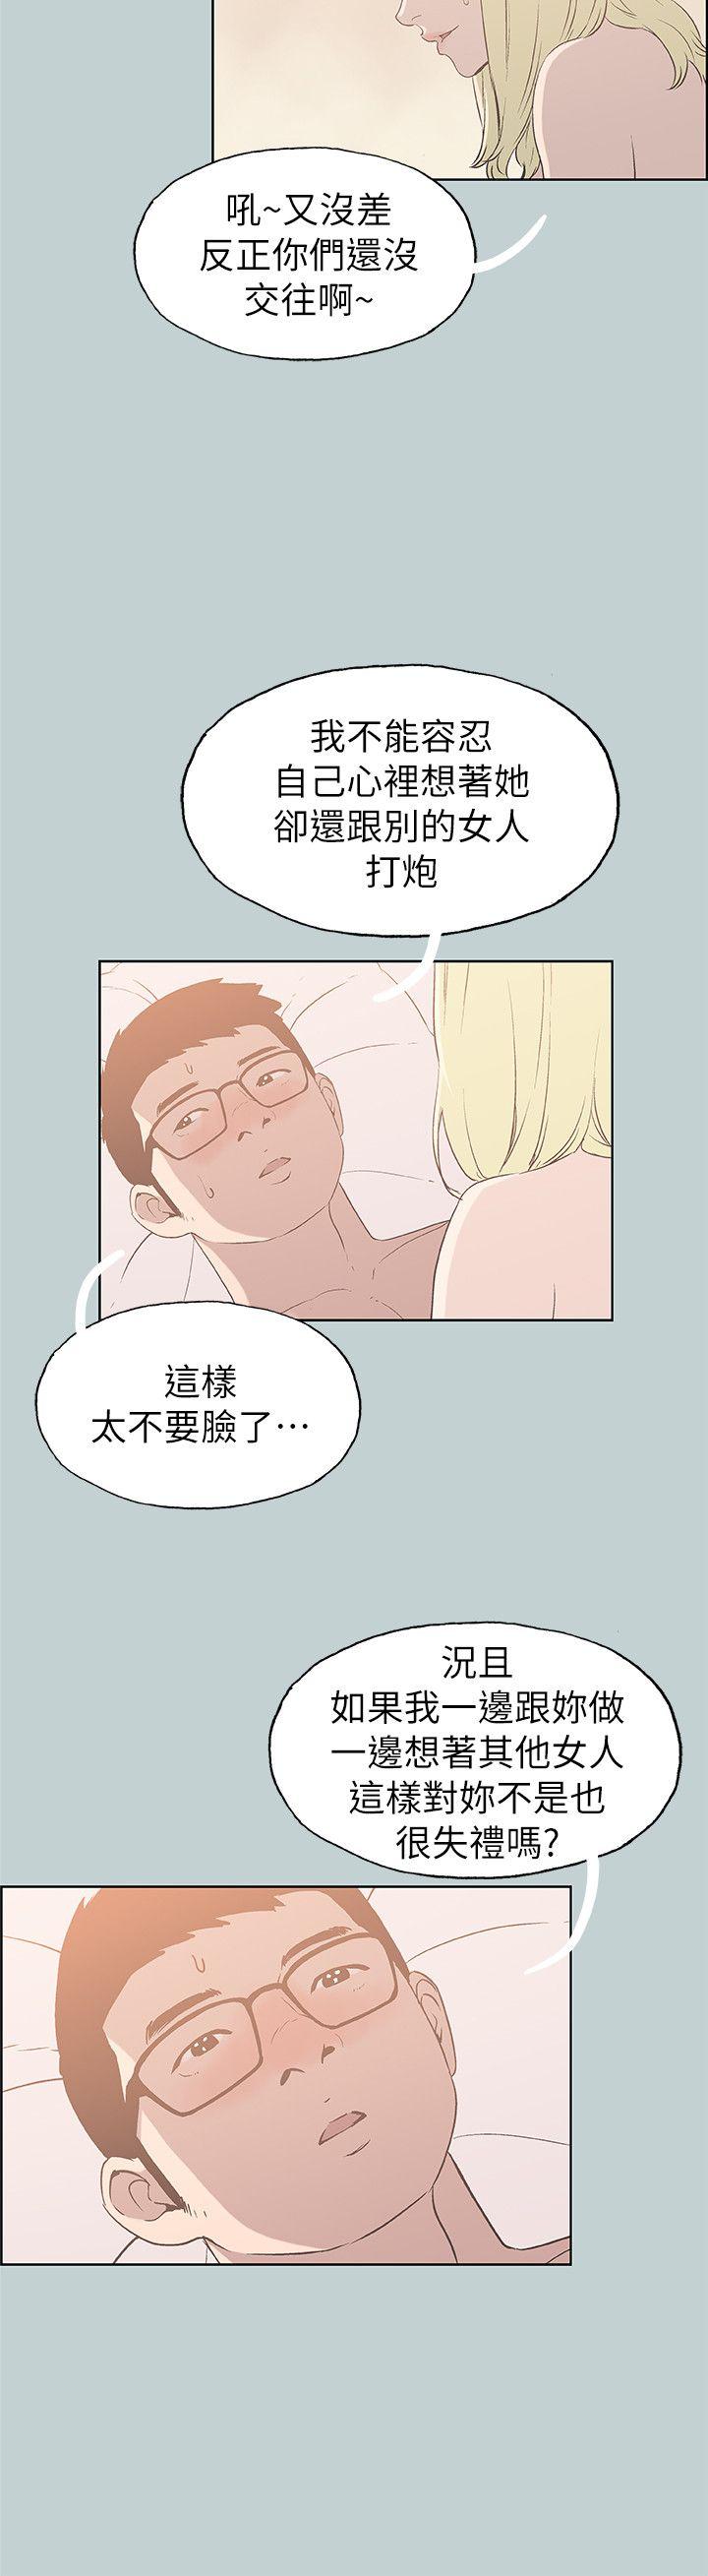 吼~又沒差
反正你們還沒
交往啊~
我不能容忍
自己心裡想著她
卻還跟別的女人
打炮
這樣
太不要臉了⋯
況且
如果我一邊跟妳做
一邊想著其他女人
這樣對妳不是也
很失禮嗎?